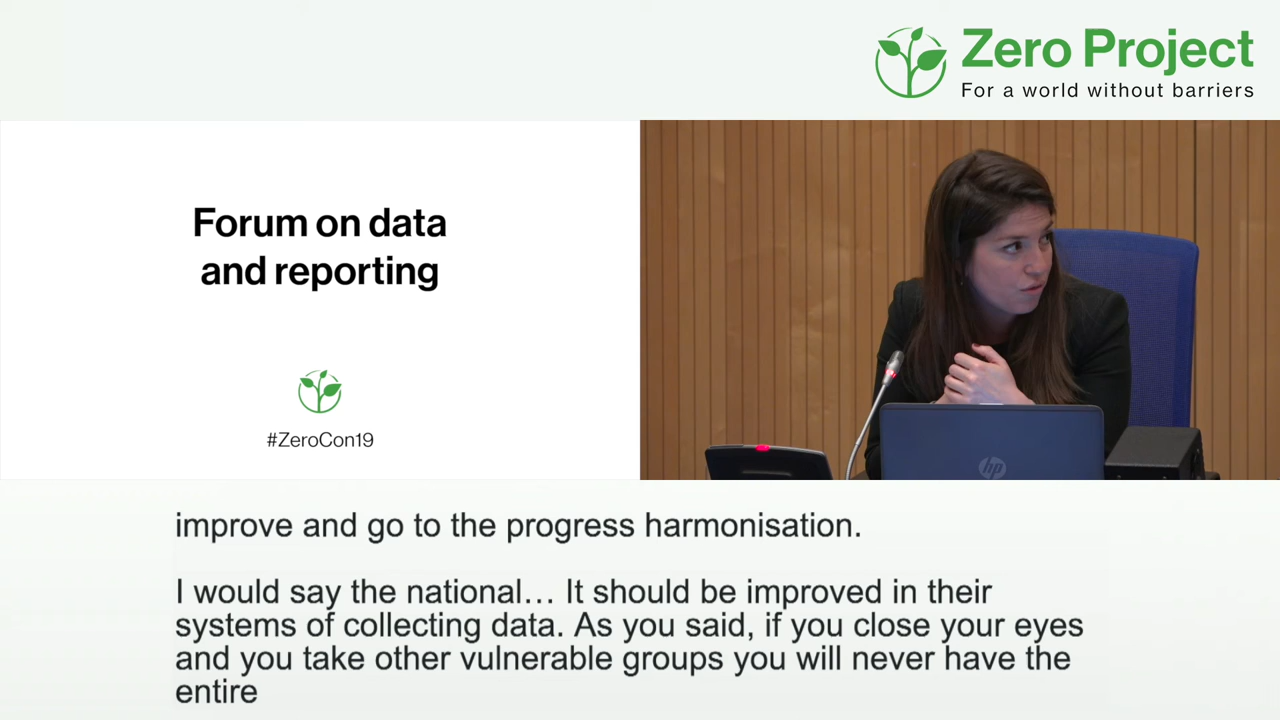 Zero Project
For a world without barriers
Forum on data
and reporting
#ZeroCon19
hp
improve and go to the progress harmonisation.
I would say the national… It should be improved in their
systems of collecting data. As you said, if you close your eyes
and you take other vulnerable groups you will never have the
entire